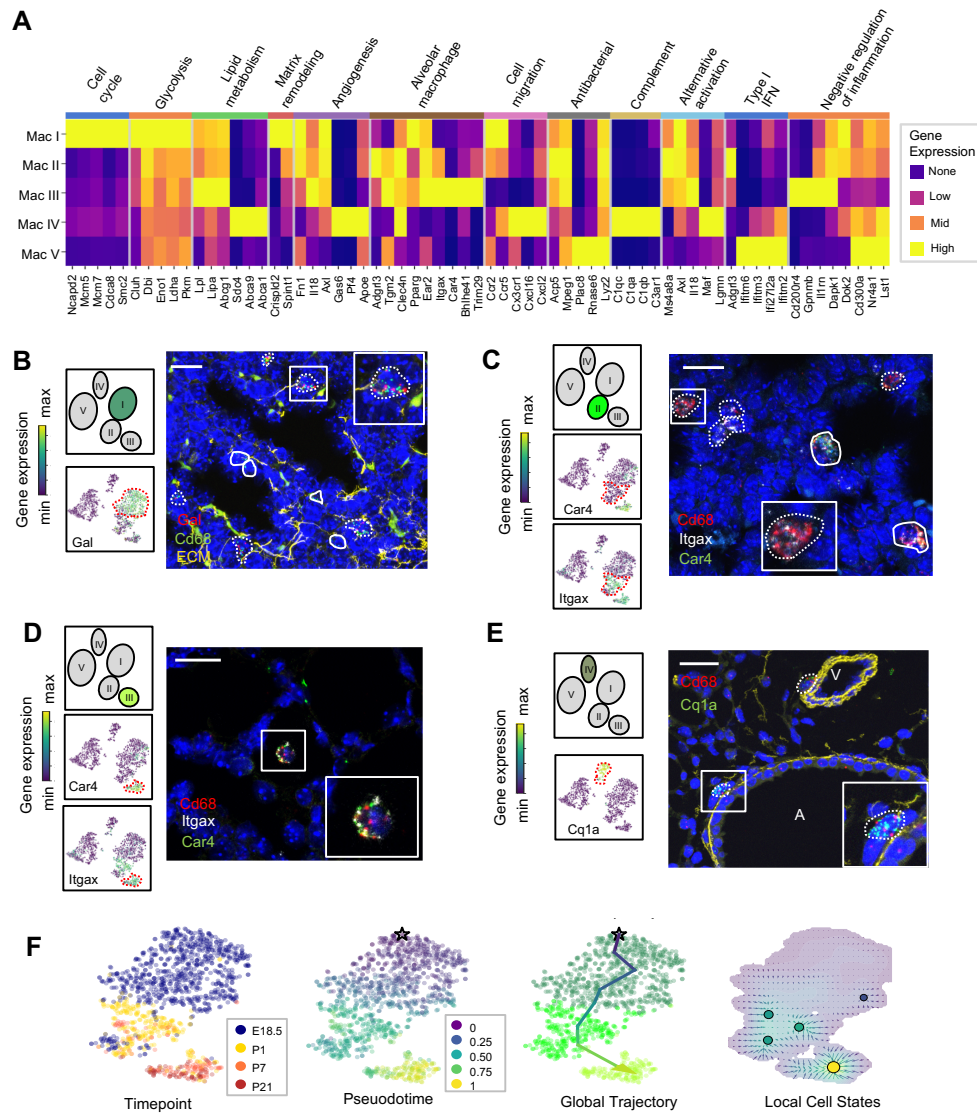 A
Cell
cycle
Glycolysis
Lipid
metabolism
Matrix
remodeling
Angiogenesis
Alveolar
macrophage
Cell
migration
Antibacterial
Complement
Alternative
activation
Type I
IFN
Negative regulation
of inflammation
Mac I
Mac II
Mac III
Mac IV
Mac V
Gene
Expression
None
Low
Mid
High
Ncapd2
Mcm5
Mcm7
Cdca8
Smc2
Cluh
Dbi
Eno1
Ldha
Pkm
Lpl
Lipa
Abcg1
Sdc4
Abca9
Abca1
Crispld2
Spint1
Fn1
Il18
Axl
Gas6
Pf4
Apoe
Adgrl3
Tgm2
Clec4n
Pparg
Ear2
Itgax
Car4
Bhlhe41
Trim29
Ccr2
Ccr5
Cx3cr1
Cxcl16
Cxcl2
Acp5
Mpeg1
Plac8
Rnase6
Lyz2
C1qc
C1qa
C1qb
C3ar1
Ms4a8a
Axl
Il18
Maf
Lgmn
Adgrl3
Ifitm6
Ifitm3
Ifi27l2a
Ifitm2
Cd200r4
Gpnmb
Il1rn
Dapk1
Dok2
Cd300a
Nr4a1
Lst1
B
Gene expression
min
max
IV
V
I
II
III
Gal
Gal
Cd68
ECM
C
Gene expression
min
max
IV
V
I
II
III
Car4
Itgax
Cd68
Itgax
Car4
D
Gene expression
min
max
IV
V
I
II
III
Car4
Itgax
Cd68
Itgax
Car4
E
Gene expression
min
max
IV
V
I
II
III
Cq1a
Cd68
Cq1a
V
A
F
E18.5
P1
P7
P21
Timepoint
0
0.25
0.50
0.75
1
Pseuodotime
Global Trajectory
Local Cell States